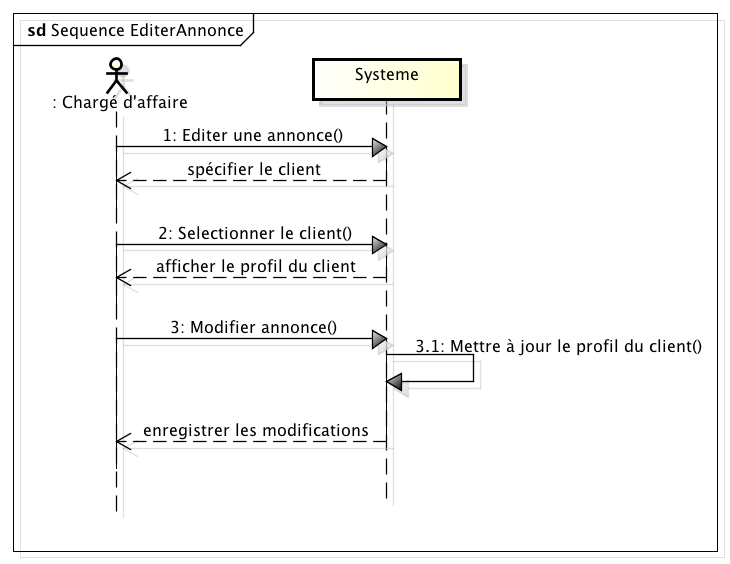 sd Sequence EditerAnnonce
Systeme
: Chargé d'affaire
1: Editer une annonce()
spécifier le client
2: Selectionner le client()
afficher le profil du client
3: Modifier annonce()
3.1: Mettre à jour le profil du client()
enregistrer les modifications